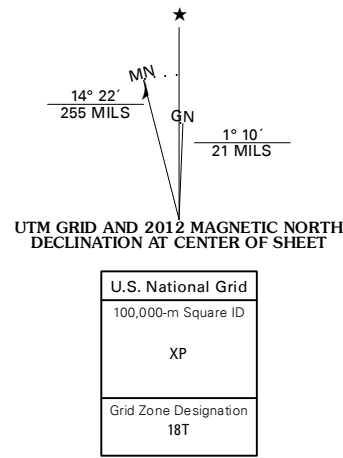 ★
MN
GN
14° 22´
255 MILS
1° 10´
21 MILS
UTM GRID AND 2012 MAGNETIC NORTH
DECLINATION AT CENTER OF SHEET
U.S. National Grid
100,000-m Square ID
XP
Grid Zone Designation
18T